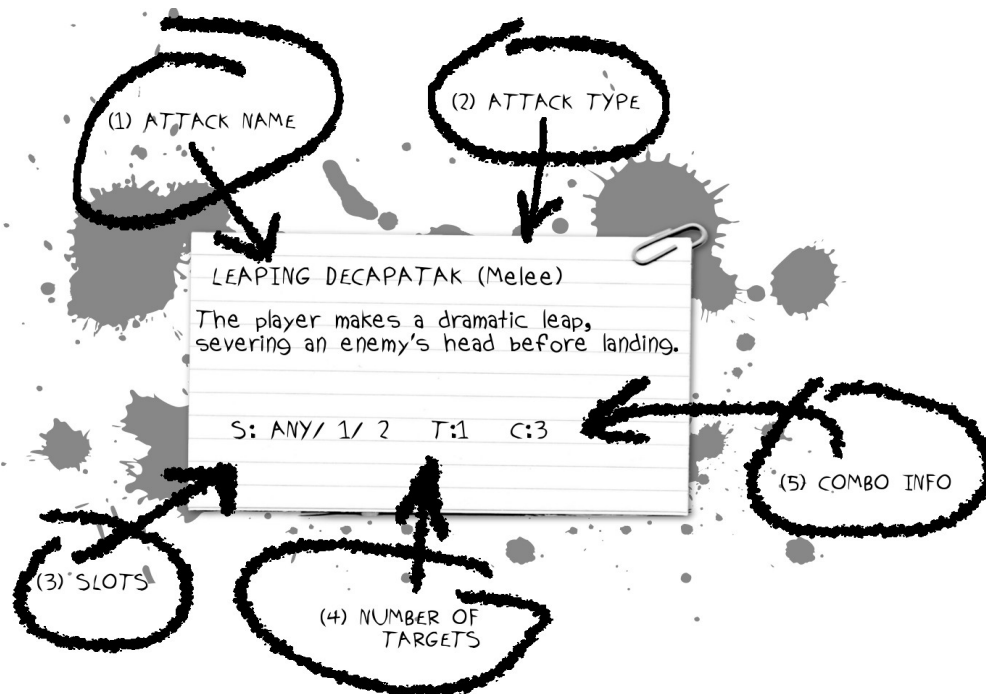 (1) ATTACK NAME
(2) ATTACK TYPE
LEAPING DECAPATAK (Melee)
The player makes a dramatic leap,
severing an enemy's head before landing.
S: ANY/ 1/ 2 T:1 C:3
(5) COMBO INFO
(3) SLOTS
(4) NUMBER OF
TARGETS